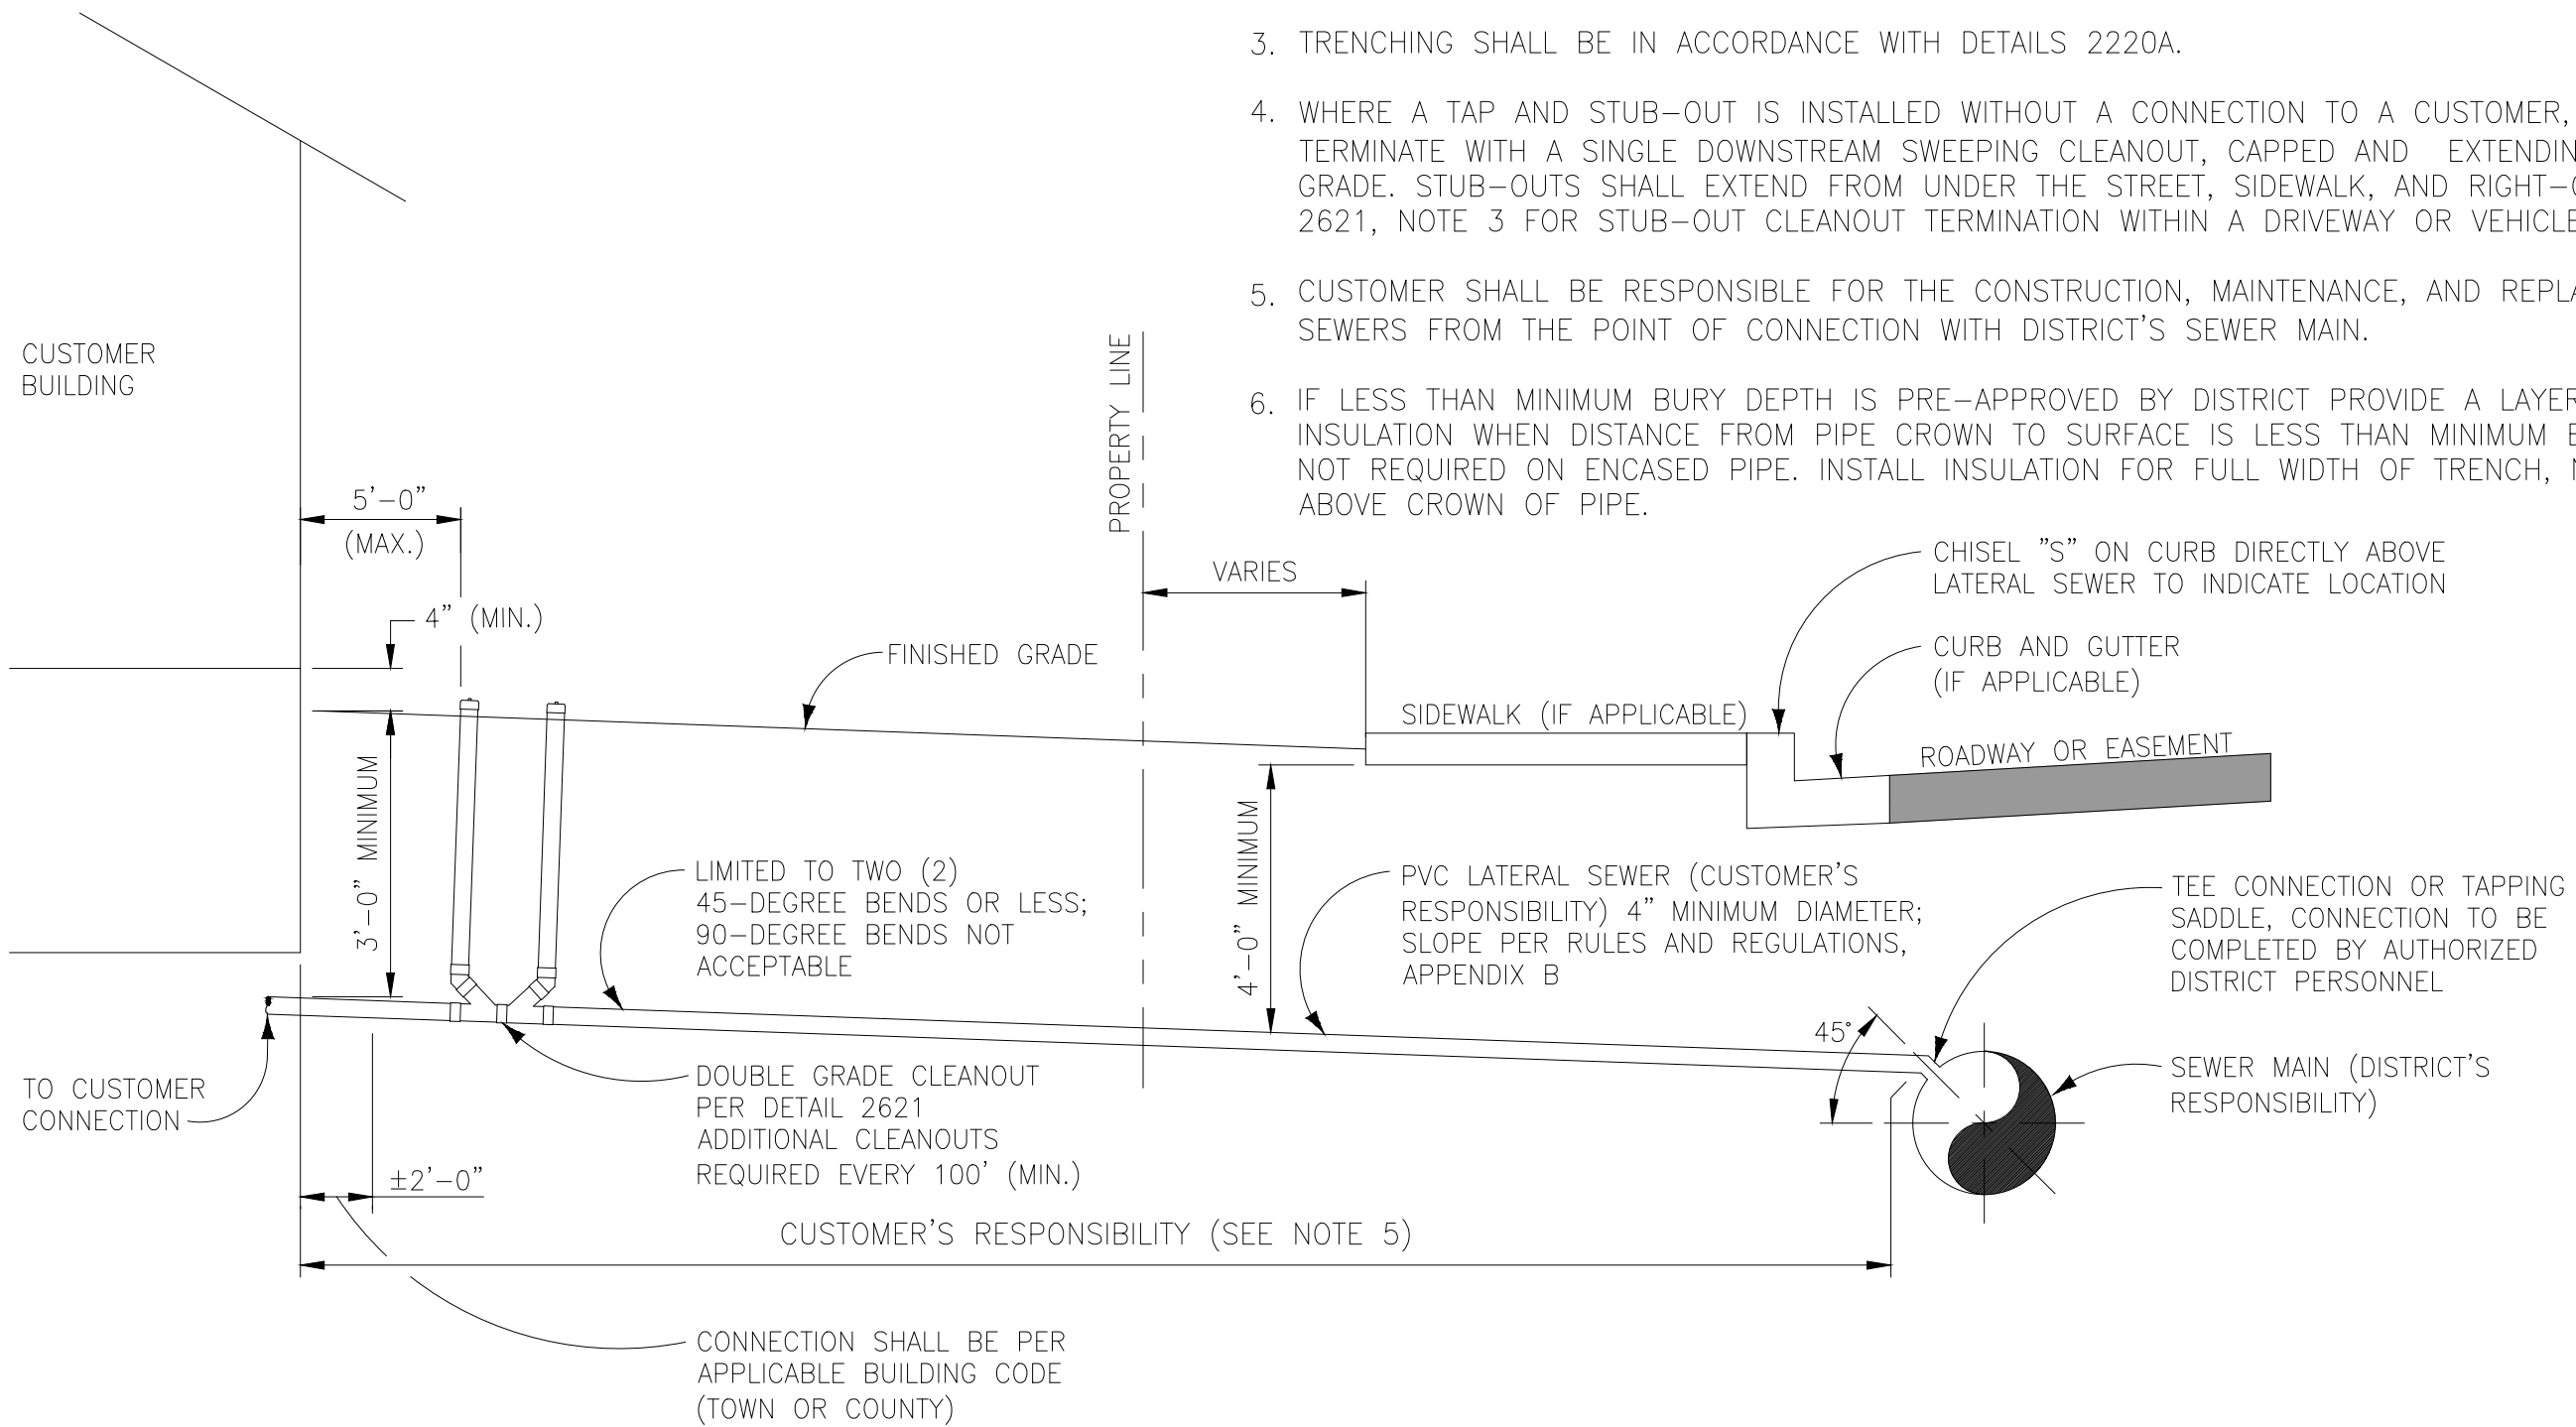 3. TRENCHING SHALL BE IN ACCORDANCE WITH DETAILS 2220A.
4. WHERE A TAP AND STUB-OUT IS INSTALLED WITHOUT A CONNECTION TO A CUSTOMER,
TERMINATE WITH A SINGLE DOWNSTREAM SWEEPING CLEANOUT, CAPPED AND EXTENDIN
GRADE. STUB-OUTS SHALL EXTEND FROM UNDER THE STREET, SIDEWALK, AND RIGHT-
2621, NOTE 3 FOR STUB-OUT CLEANOUT TERMINATION WITHIN A DRIVEWAY OR VEHICLE
5. CUSTOMER SHALL BE RESPONSIBLE FOR THE CONSTRUCTION, MAINTENANCE, AND REPLA
SEWERS FROM THE POINT OF CONNECTION WITH DISTRICT'S SEWER MAIN.
6. IF LESS THAN MINIMUM BURY DEPTH IS PRE-APPROVED BY DISTRICT PROVIDE A LAYER
INSULATION WHEN DISTANCE FROM PIPE CROWN TO SURFACE IS LESS THAN MINIMUM
NOT REQUIRED ON ENCASED PIPE. INSTALL INSULATION FOR FULL WIDTH OF TRENCH,
ABOVE CROWN OF PIPE.
CUSTOMER
BUILDING
PROPERTY LINE
5'-0"
(MAX.)
4" (MIN.)
VARIES
CHISEL "S" ON CURB DIRECTLY ABOVE
LATERAL SEWER TO INDICATE LOCATION
FINISHED GRADE
CURB AND GUTTER
(IF APPLICABLE)
SIDEWALK (IF APPLICABLE)
ROADWAY OR EASEMENT
3'-0" MINIMUM
4'-0" MINIMUM
LIMITED TO TWO (2)
45-DEGREE BENDS OR LESS;
90-DEGREE BENDS NOT
ACCEPTABLE
PVC LATERAL SEWER (CUSTOMER'S
RESPONSIBILITY) 4" MINIMUM DIAMETER;
SLOPE PER RULES AND REGULATIONS,
APPENDIX B
TEE CONNECTION OR TAPPING
SADDLE, CONNECTION TO BE
COMPLETED BY AUTHORIZED
DISTRICT PERSONNEL
45°
TO CUSTOMER
CONNECTION
DOUBLE GRADE CLEANOUT
PER DETAIL 2621
ADDITIONAL CLEANOUTS
REQUIRED EVERY 100' (MIN.)
SEWER MAIN (DISTRICT'S
RESPONSIBILITY)
±2'-0"
CUSTOMER'S RESPONSIBILITY (SEE NOTE 5)
CONNECTION SHALL BE PER
APPLICABLE BUILDING CODE
(TOWN OR COUNTY)